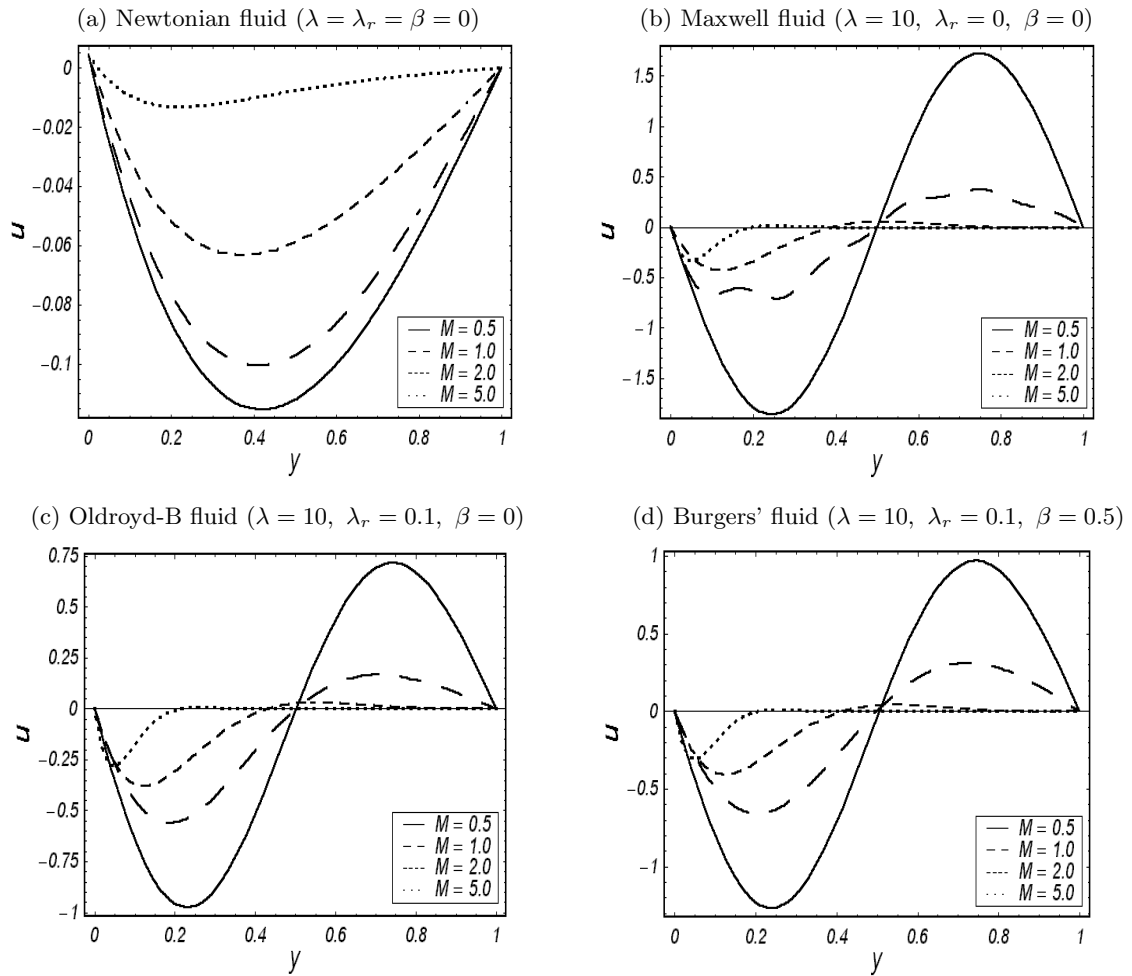 (a) Newtonian fluid (λ = λ_r = β = 0)
0
−0.02
−0.04
−0.06
−0.08
−0.1
u
0 0.2 0.4 0.6 0.8 1
y
M = 0.5
M = 1.0
M = 2.0
M = 5.0
(b) Maxwell fluid (λ = 10, λ_r = 0, β = 0)
1.5
1
0.5
0
−0.5
−1
−1.5
u
0 0.2 0.4 0.6 0.8 1
y
M = 0.5
M = 1.0
M = 2.0
M = 5.0
(c) Oldroyd-B fluid (λ = 10, λ_r = 0.1, β = 0)
0.75
0.5
0.25
0
−0.25
−0.5
−0.75
−1
u
0 0.2 0.4 0.6 0.8 1
y
M = 0.5
M = 1.0
M = 2.0
M = 5.0
(d) Burgers' fluid (λ = 10, λ_r = 0.1, β = 0.5)
1
0.5
0
−0.5
−1
u
0 0.2 0.4 0.6 0.8 1
y
M = 0.5
M = 1.0
M = 2.0
M = 5.0